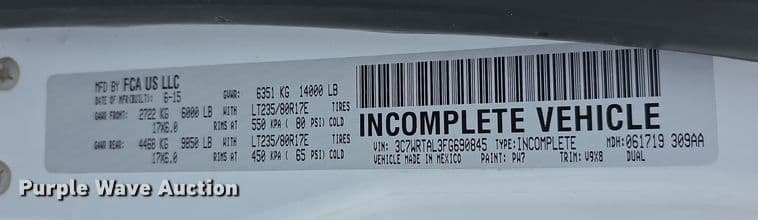 MFD BY FCA US LLC
DATE OF MFR(BUILT): 6-15 GVWR: 6351 KG 14000 LB
GAWR FRONT: 2722 KG 6000 LB WITH LT235/80R17E TIRES
17X6.0 RIMS AT 550 KPA ( 80 PSI) COLD
GAWR REAR: 4468 KG 9850 LB WITH LT235/80R17E TIRES
17X6.0 RIMS AT 450 KPA ( 65 PSI) COLD
INCOMPLETE VEHICLE
VIN: 3C7WRTAL3FG690845 TYPE: INCOMPLETE MDH: 061719 309AA
VEHICLE MADE IN MEXICO PAINT: PW7 TRIM: V9X8 DUAL
Purple Wave Auction
Purple Wave Auction